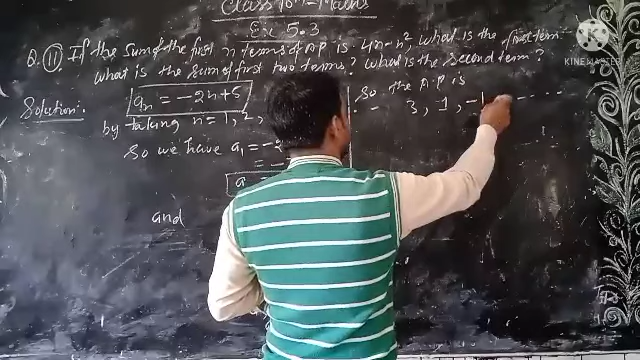 Class 10th - Maths
Ex 5.3
Q. 11 If the sum of the first n terms of A.P is 4n-n², what is the first term
what is the sum of first two terms? What is the second term?
Solution:
aₙ = -2n+5
by taking n=1, 2,
So we have a₁ =
=
a
and
So the A.P is
3, 1, -1
KINEMASTER